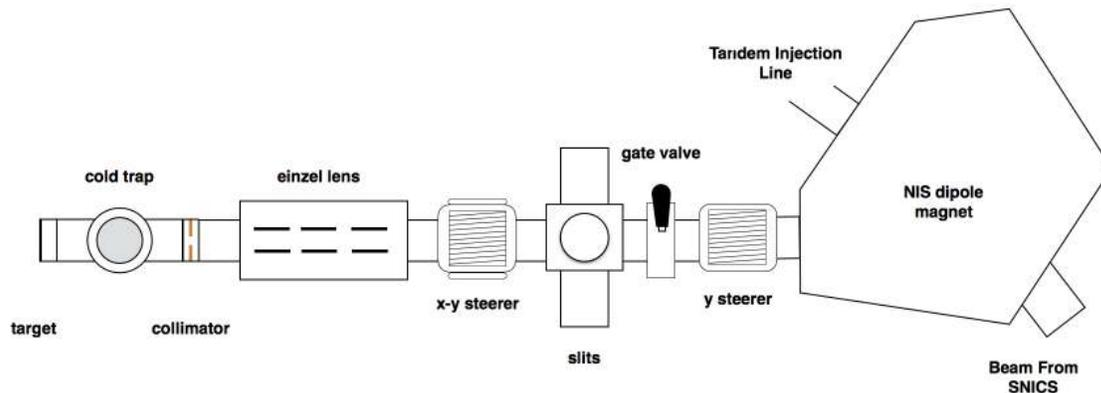 Tandem Injection
Line
cold trap
einzel lens
gate valve
NIS dipole
magnet
x-y steerer
y steerer
target
collimator
slits
Beam From
SNICS